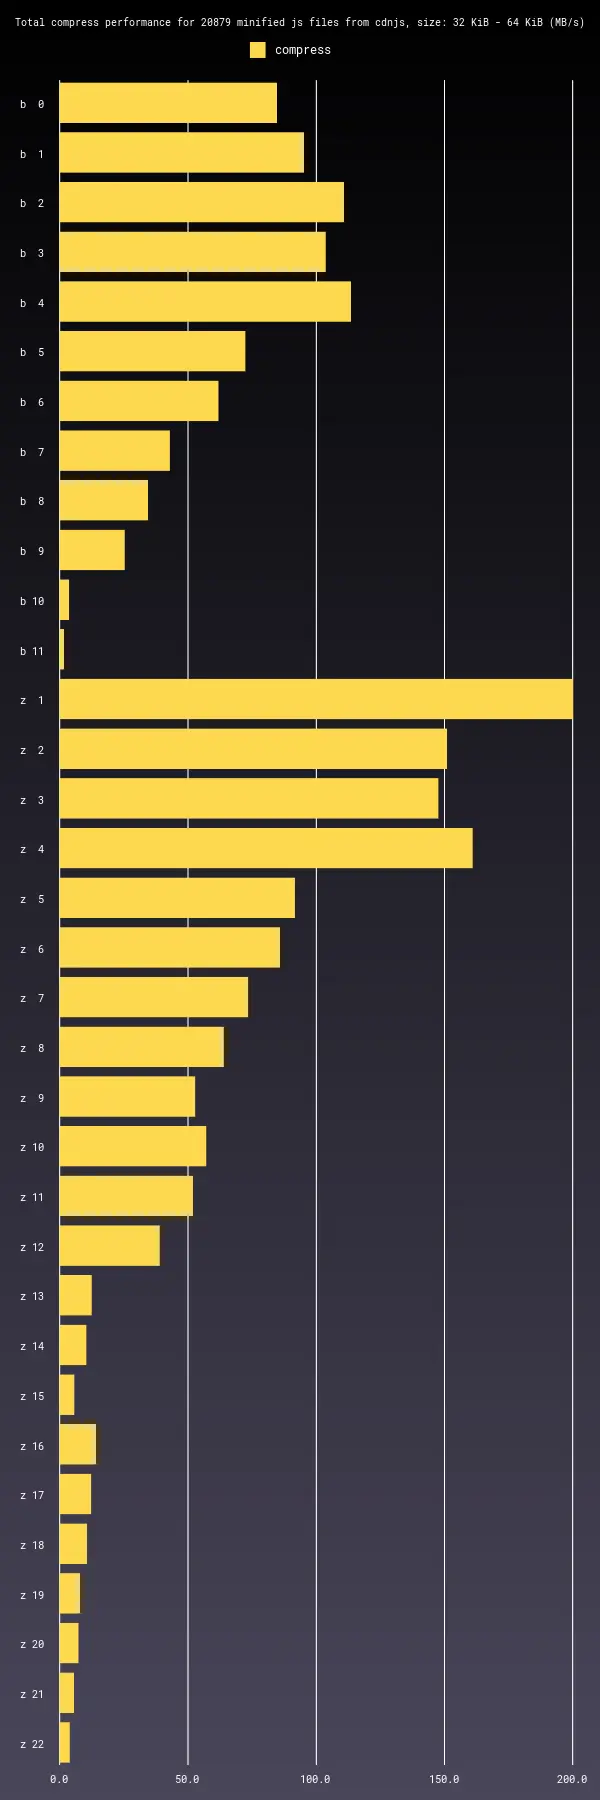 Total compress performance for 20879 minified js files from cdnjs, size: 32 KiB - 64 KiB (MB/s)
compress
b 0
b 1
b 2
b 3
b 4
b 5
b 6
b 7
b 8
b 9
b 10
b 11
z 1
z 2
z 3
z 4
z 5
z 6
z 7
z 8
z 9
z 10
z 11
z 12
z 13
z 14
z 15
z 16
z 17
z 18
z 19
z 20
z 21
z 22
0.0 50.0 100.0 150.0 200.0